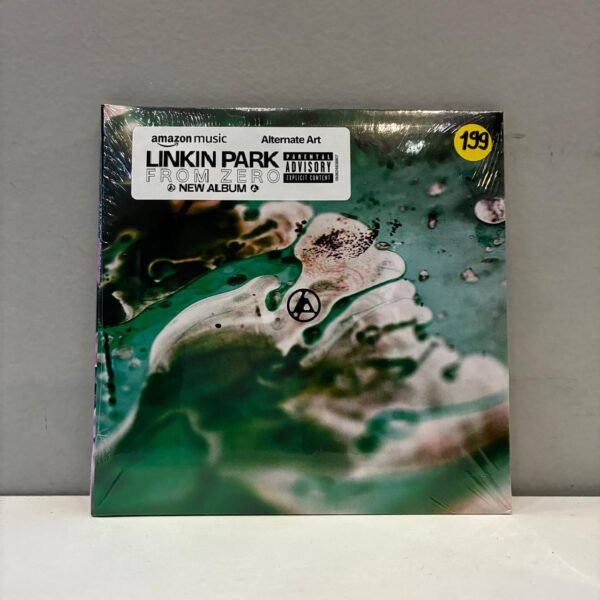 amazon music Alternate Art
LINKIN PARK
FROM ZERO
NEW ALBUM
PARENTAL
ADVISORY
EXPLICIT CONTENT
199